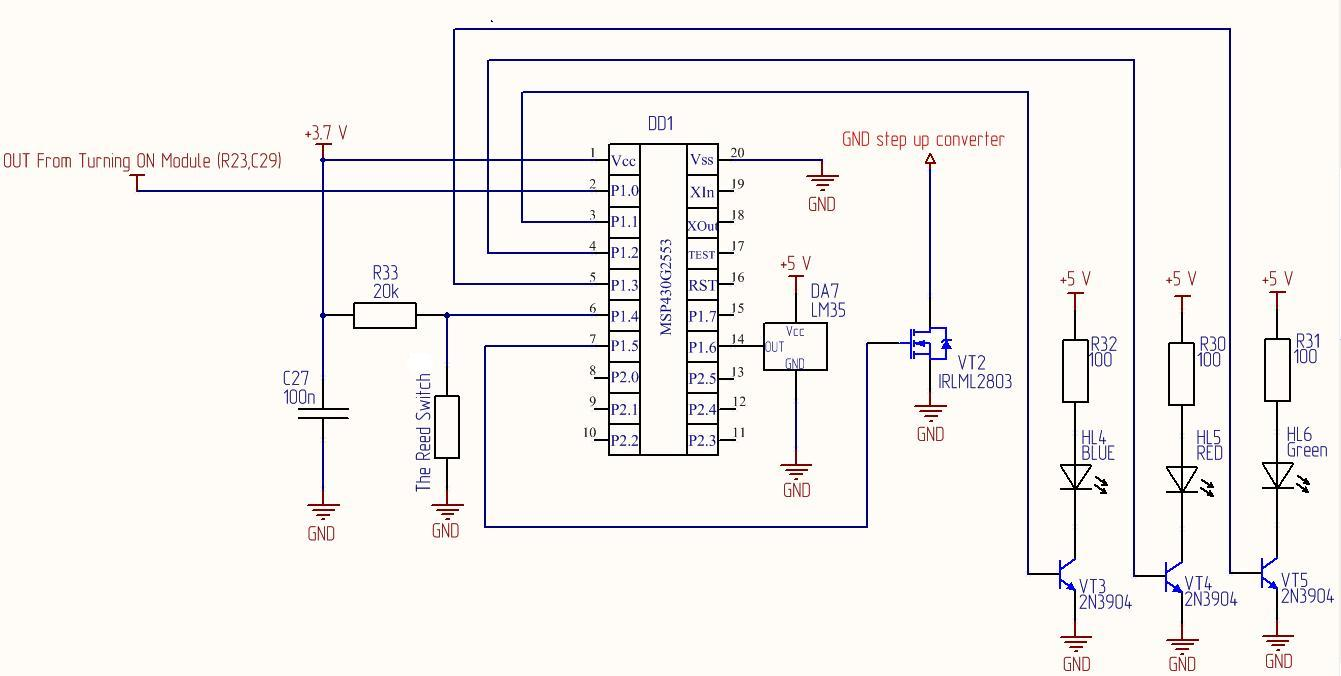 DD1
+3.7 V
OUT From Turning ON Module (R23,C29)
GND step up converter
1
Vcc
Vss
20
2
P1.0
XIn
19
3
P1.1
XOut
18
4
P1.2
TEST
17
5
P1.3
RST
16
6
P1.4
P1.7
15
7
P1.5
P1.6
14
8
P2.0
P2.5
13
9
P2.1
P2.4
12
10
P2.2
P2.3
11
MSP430G2553
GND
+5 V
DA7
LM35
Vcc
OUT
GND
GND
R33
20k
C27
100n
The Reed Switch
GND
GND
VT2
IRLML2803
GND
+5 V
R32
100
HL4
BLUE
VT3
2N3904
GND
+5 V
R30
100
HL5
RED
VT4
2N3904
GND
+5 V
R31
100
HL6
Green
VT5
2N3904
GND